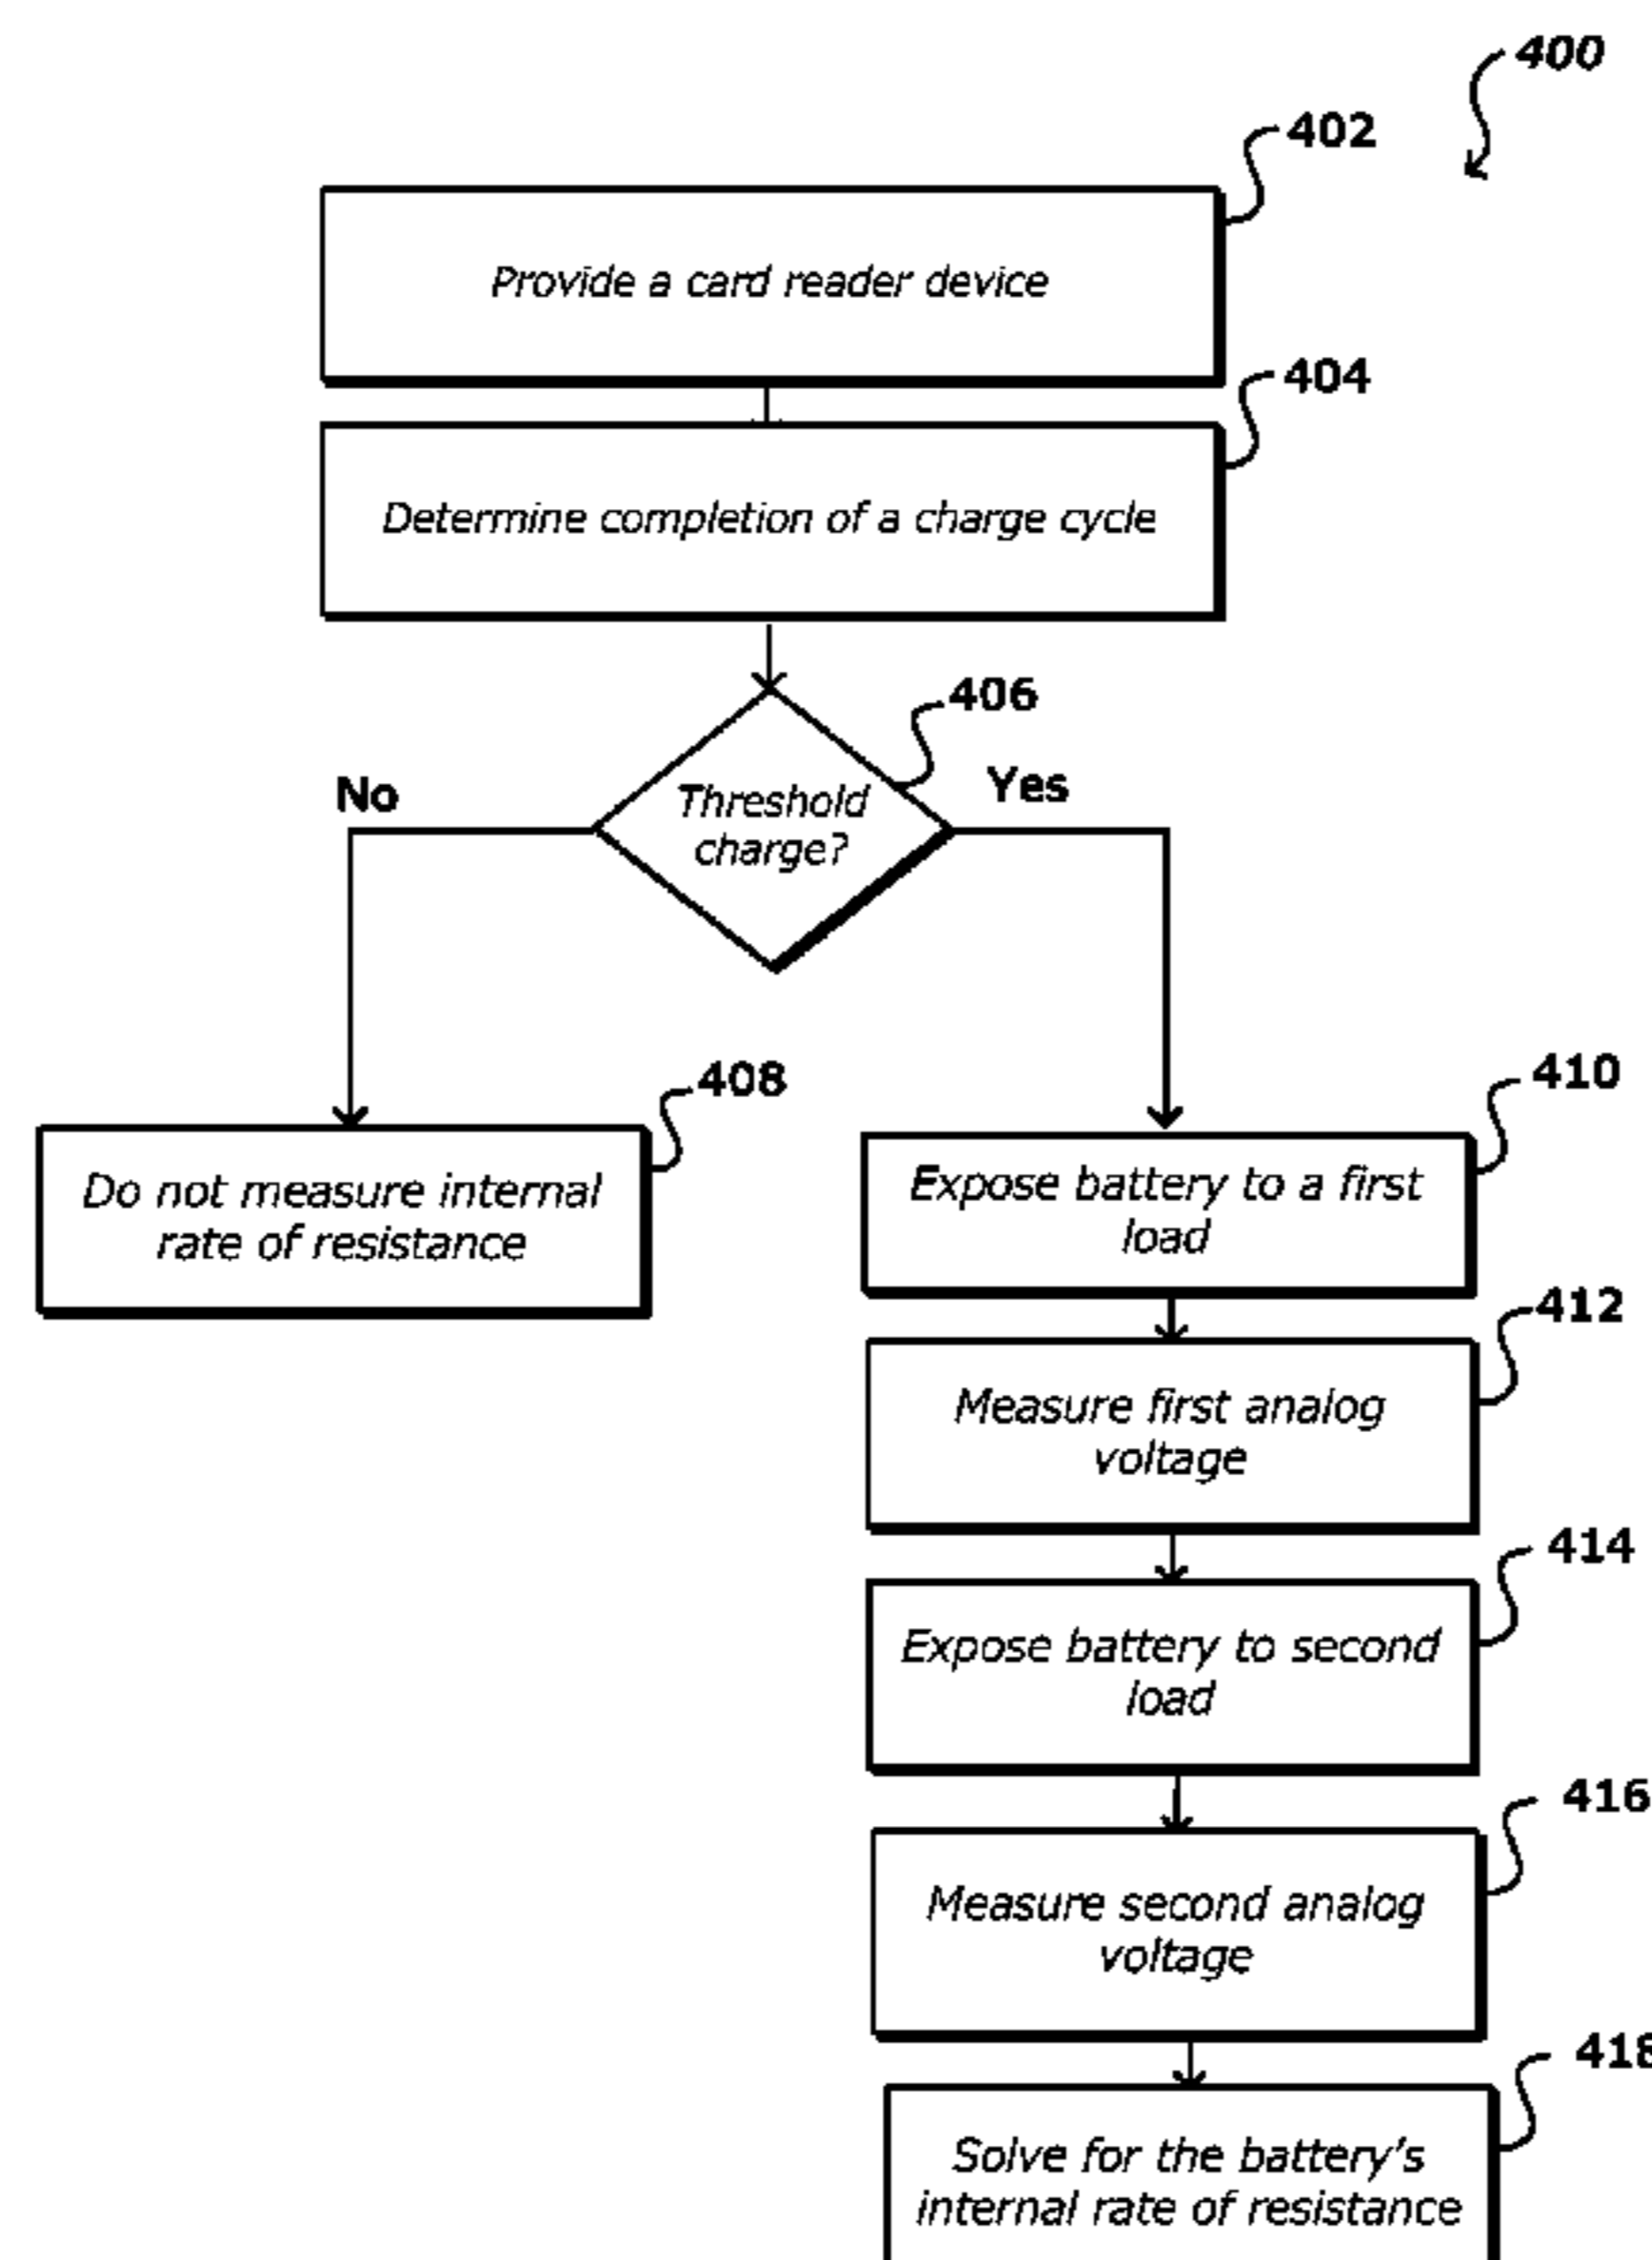 400
402
Provide a card reader device
404
Determine completion of a charge cycle
406
No
Yes
Threshold
charge?
408
Do not measure internal
rate of resistance
410
Expose battery to a first
load
412
Measure first analog
voltage
414
Expose battery to second
load
416
Measure second analog
voltage
418
Solve for the battery's
internal rate of resistance